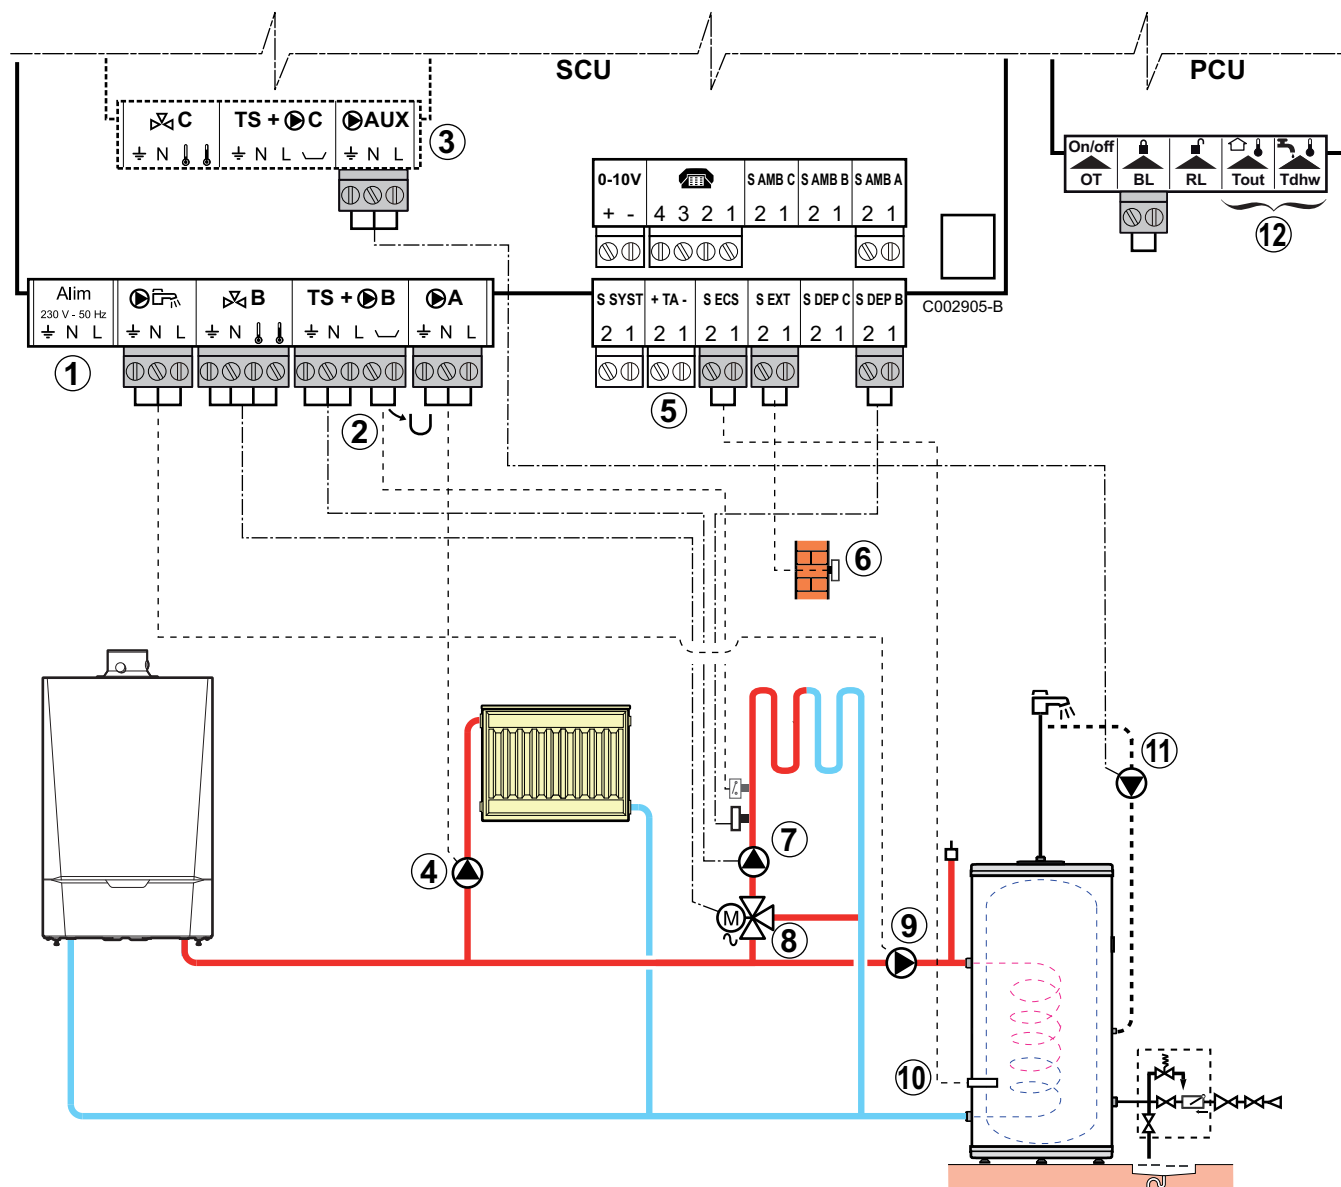 SCU PCU
C TS + C AUX 3
N N L N L
On/off
OT BL RL Tout Tdhw
12
0-10V S AMB C S AMB B S AMB A
+ - 4 3 2 1 2 1 2 1 2 1
Alim B TS + B A
230 V - 50 Hz
N L N L N N L N L
S SYST + TA - S ECS S EXT S DEP C S DEP B
2 1 2 1 2 1 2 1 2 1 2 1
C002905-B
1
2
5
6
11
7
4
M
8
9
10